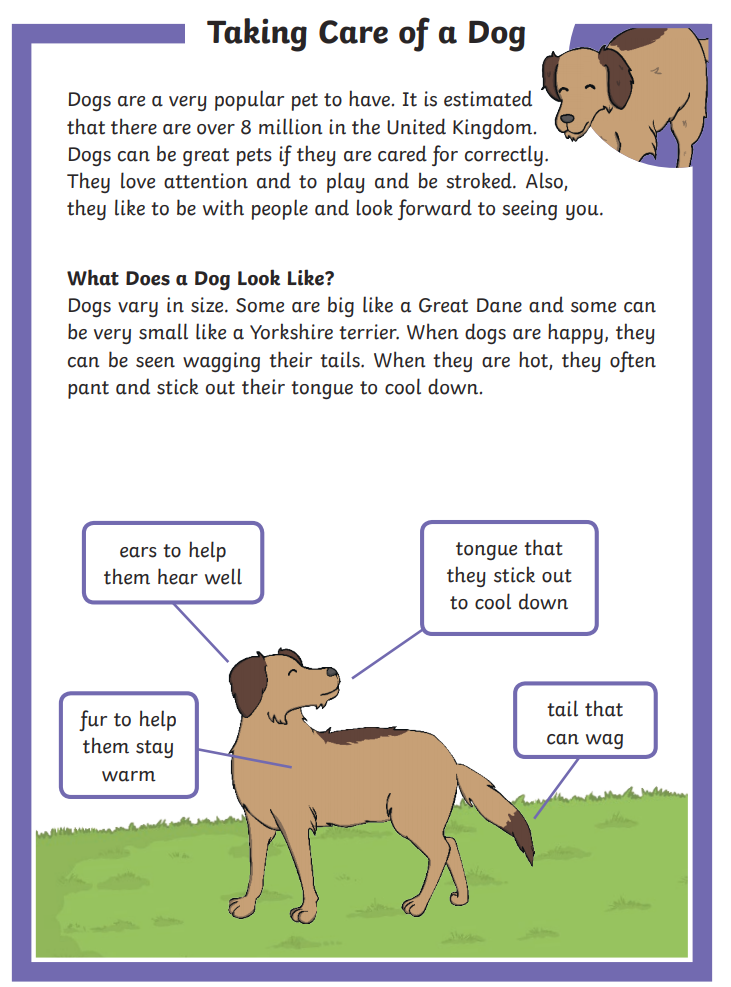 Taking Care of a Dog
Dogs are a very popular pet to have. It is estimated
that there are over 8 million in the United Kingdom.
Dogs can be great pets if they are cared for correctly.
They love attention and to play and be stroked. Also,
they like to be with people and look forward to seeing you.
What Does a Dog Look Like?
Dogs vary in size. Some are big like a Great Dane and some can
be very small like a Yorkshire terrier. When dogs are happy, they
can be seen wagging their tails. When they are hot, they often
pant and stick out their tongue to cool down.
ears to help
them hear well
tongue that
they stick out
to cool down
fur to help
them stay
warm
tail that
can wag